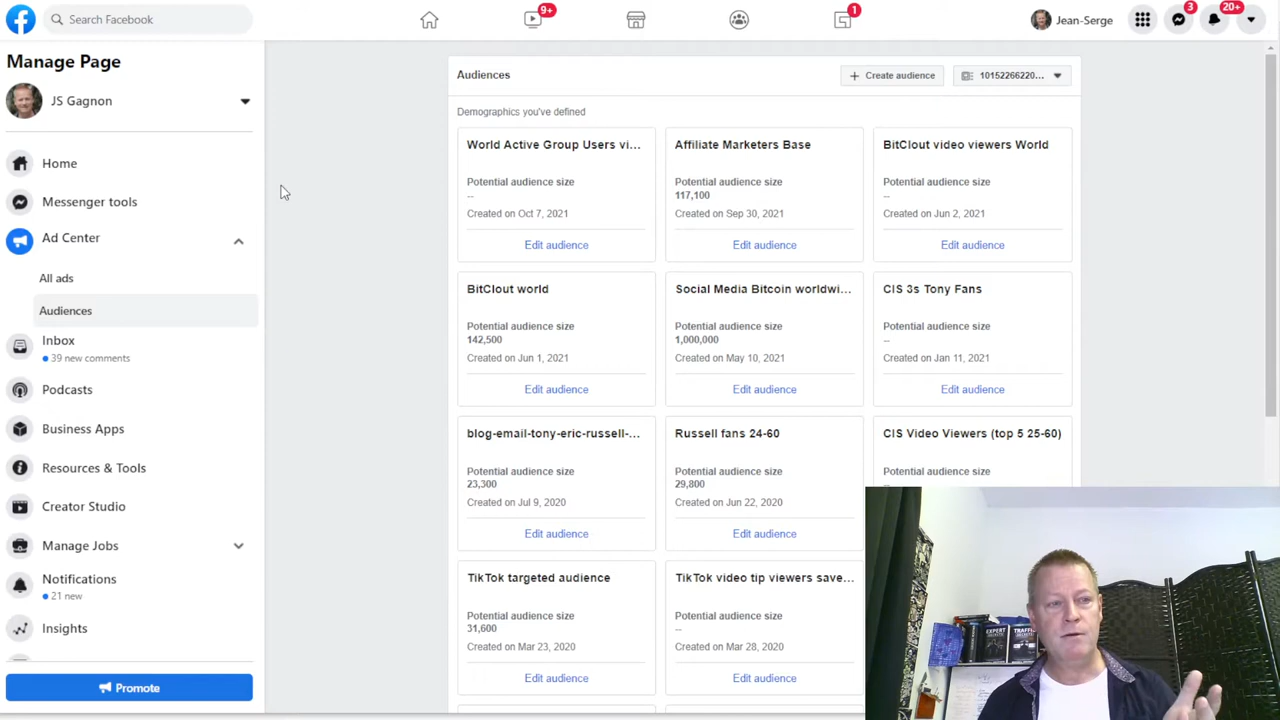 Search Facebook
9+
1
Jean-Serge
3
20+
Manage Page
JS Gagnon
Home
Messenger tools
Ad Center
All ads
Audiences
Inbox
39 new comments
Podcasts
Business Apps
Resources & Tools
Creator Studio
Manage Jobs
Notifications
21 new
Insights
Promote
Audiences
+ Create audience
10152266220...
Demographics you've defined
World Active Group Users vi...
Potential audience size
--
Created on Oct 7, 2021
Edit audience
Affiliate Marketers Base
Potential audience size
117,100
Created on Sep 30, 2021
Edit audience
BitClout video viewers World
Potential audience size
--
Created on Jun 2, 2021
Edit audience
BitClout world
Potential audience size
142,500
Created on Jun 1, 2021
Edit audience
Social Media Bitcoin worldwi...
Potential audience size
1,000,000
Created on May 10, 2021
Edit audience
CIS 3s Tony Fans
Potential audience size
--
Created on Jan 11, 2021
Edit audience
blog-email-tony-eric-russell-...
Potential audience size
23,300
Created on Jul 9, 2020
Edit audience
Russell fans 24-60
Potential audience size
29,800
Created on Jun 22, 2020
Edit audience
CIS Video Viewers (top 5 25-60)
Potential audience size
TikTok targeted audience
Potential audience size
31,600
Created on Mar 23, 2020
Edit audience
TikTok video tip viewers save...
Potential audience size
--
Created on Mar 28, 2020
Edit audience
EXPERT
TRAFFIC